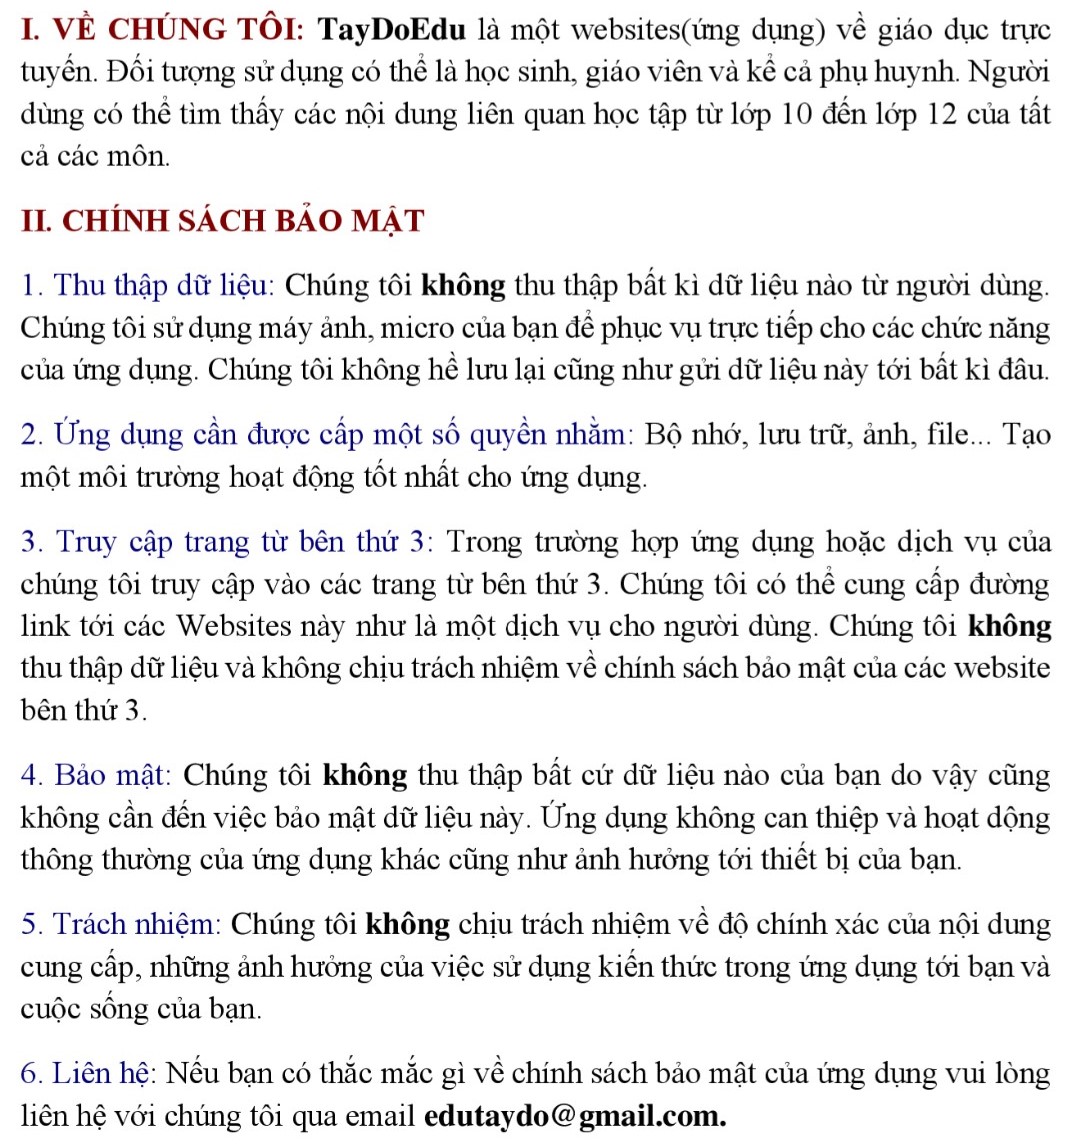 I. VỀ CHÚNG TÔI: TayDoEdu là một websites(ứng dụng) về giáo dục trực
tuyến. Đối tượng sử dụng có thể là học sinh, giáo viên và kể cả phụ huynh. Người
dùng có thể tìm thấy các nội dung liên quan học tập từ lớp 10 đến lớp 12 của tất
cả các môn.
II. CHÍNH SÁCH BẢO MẬT
1. Thu thập dữ liệu: Chúng tôi không thu thập bất kì dữ liệu nào từ người dùng.
Chúng tôi sử dụng máy ảnh, micro của bạn để phục vụ trực tiếp cho các chức năng
của ứng dụng. Chúng tôi không hề lưu lại cũng như gửi dữ liệu này tới bất kì đâu.
2. Ứng dụng cần được cấp một số quyền nhằm: Bộ nhớ, lưu trữ, ảnh, file... Tạo
một môi trường hoạt động tốt nhất cho ứng dụng.
3. Truy cập trang từ bên thứ 3: Trong trường hợp ứng dụng hoặc dịch vụ của
chúng tôi truy cập vào các trang từ bên thứ 3. Chúng tôi có thể cung cấp đường
link tới các Websites này như là một dịch vụ cho người dùng. Chúng tôi không
thu thập dữ liệu và không chịu trách nhiệm về chính sách bảo mật của các website
bên thứ 3.
4. Bảo mật: Chúng tôi không thu thập bất cứ dữ liệu nào của bạn do vậy cũng
không cần đến việc bảo mật dữ liệu này. Ứng dụng không can thiệp và hoạt dộng
thông thường của ứng dụng khác cũng như ảnh hưởng tới thiết bị của bạn.
5. Trách nhiệm: Chúng tôi không chịu trách nhiệm về độ chính xác của nội dung
cung cấp, những ảnh hưởng của việc sử dụng kiến thức trong ứng dụng tới bạn và
cuộc sống của bạn.
6. Liên hệ: Nếu bạn có thắc mắc gì về chính sách bảo mật của ứng dụng vui lòng
liên hệ với chúng tôi qua email edutaydo@gmail.com.